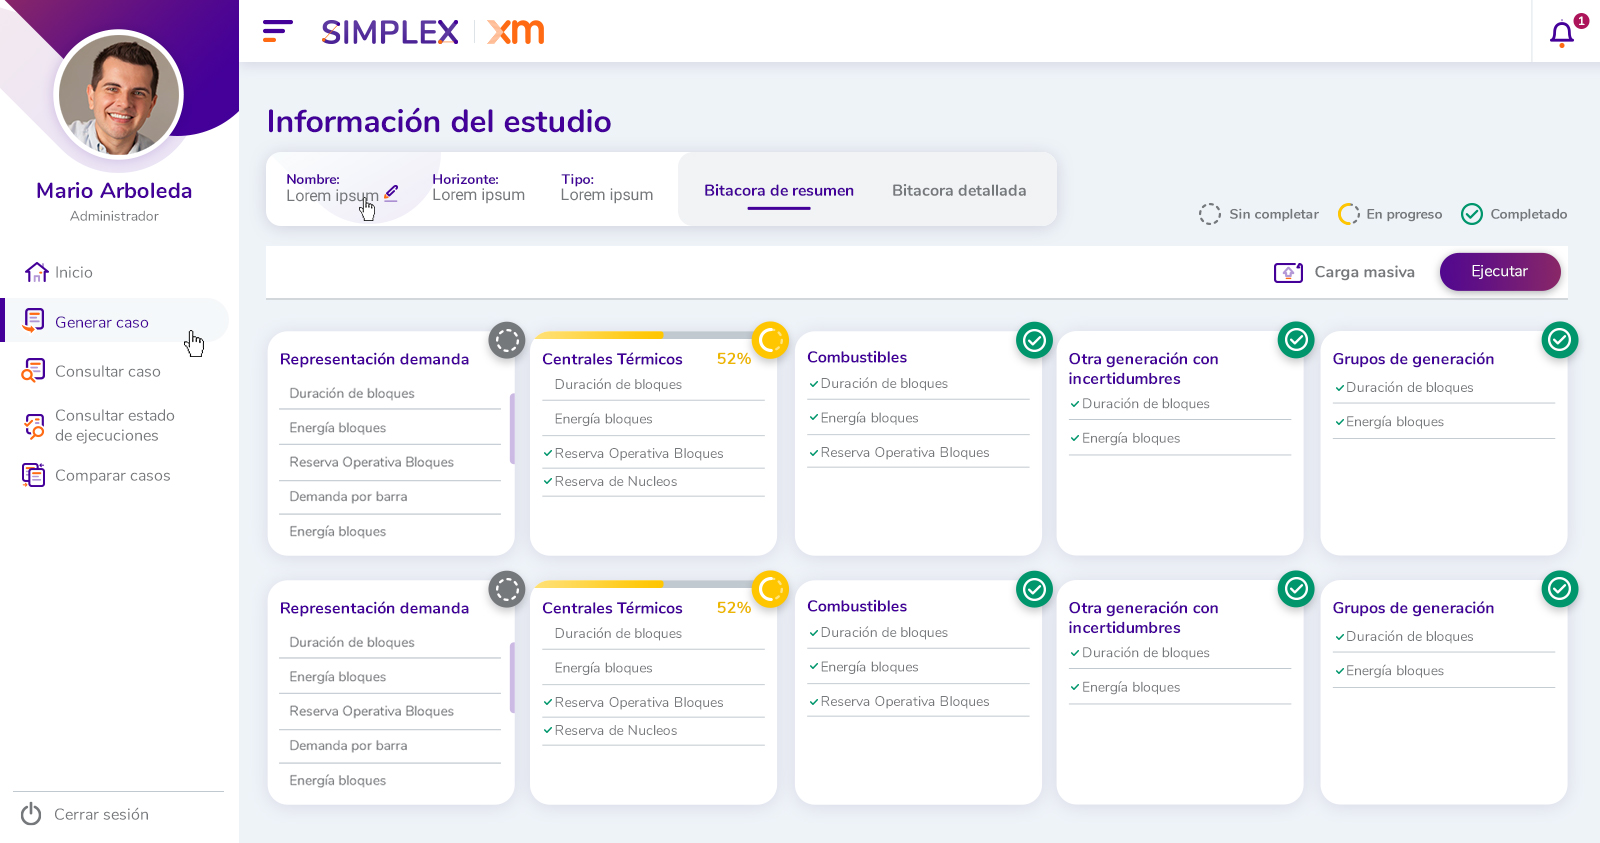 SIMPLEX xm
1
Mario Arboleda
Administrador
Inicio
Generar caso
Consultar caso
Consultar estado
de ejecuciones
Comparar casos
Cerrar sesión
Información del estudio
Nombre:
Lorem ipsum
Horizonte:
Lorem ipsum
Tipo:
Lorem ipsum
Bitacora de resumen
Bitacora detallada
Sin completar
En progreso
Completado
Carga masiva
Ejecutar
Representación demanda
Duración de bloques
Energía bloques
Reserva Operativa Bloques
Demanda por barra
Energía bloques
Centrales Térmicos 52%
Duración de bloques
Energía bloques
Reserva Operativa Bloques
Reserva de Nucleos
Combustibles
Duración de bloques
Energía bloques
Reserva Operativa Bloques
Otra generación con
incertidumbres
Duración de bloques
Energía bloques
Grupos de generación
Duración de bloques
Energía bloques
Representación demanda
Duración de bloques
Energía bloques
Reserva Operativa Bloques
Demanda por barra
Energía bloques
Centrales Térmicos 52%
Duración de bloques
Energía bloques
Reserva Operativa Bloques
Reserva de Nucleos
Combustibles
Duración de bloques
Energía bloques
Reserva Operativa Bloques
Otra generación con
incertidumbres
Duración de bloques
Energía bloques
Grupos de generación
Duración de bloques
Energía bloques